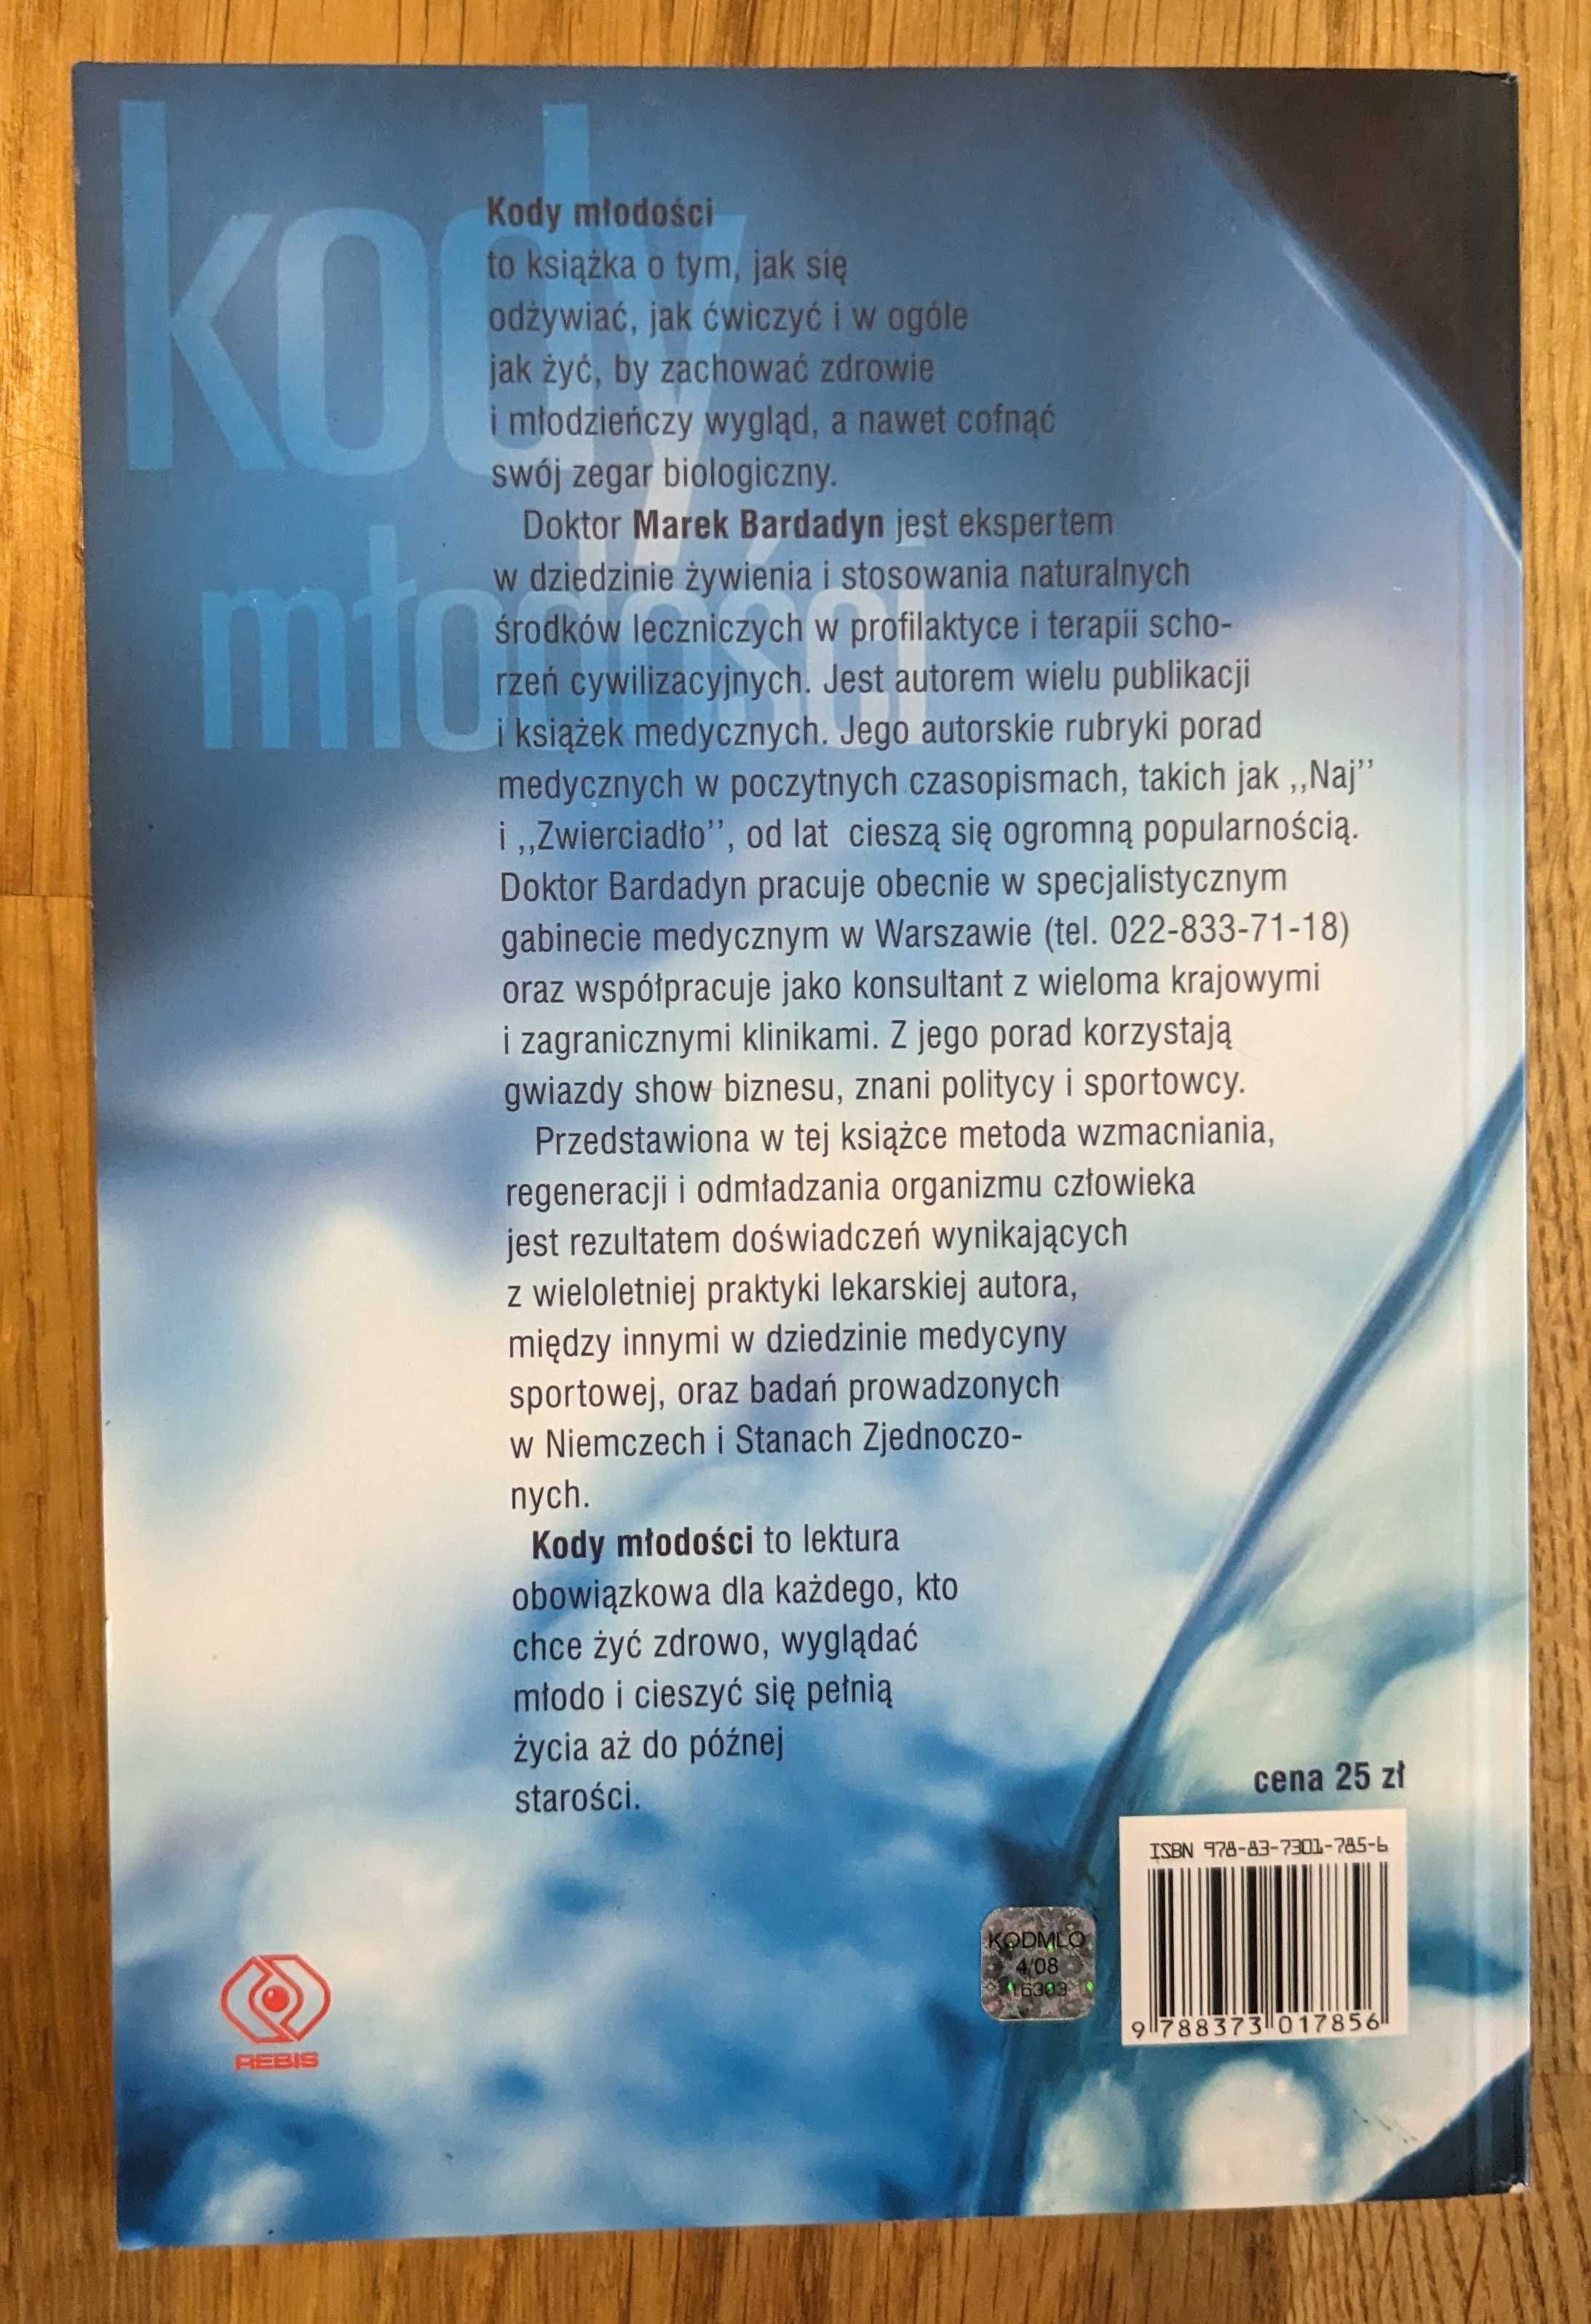 kody
młodości
Kody młodości
to książka o tym, jak się
odżywiać, jak ćwiczyć i w ogóle
jak żyć, by zachować zdrowie
i młodzieńczy wygląd, a nawet cofnąć
swój zegar biologiczny.
Doktor Marek Bardadyn jest ekspertem
w dziedzinie żywienia i stosowania naturalnych
środków leczniczych w profilaktyce i terapii scho-
rzeń cywilizacyjnych. Jest autorem wielu publikacji
i książek medycznych. Jego autorskie rubryki porad
medycznych w poczytnych czasopismach, takich jak ,,Naj''
i ,,Zwierciadło'', od lat cieszą się ogromną popularnością.
Doktor Bardadyn pracuje obecnie w specjalistycznym
gabinecie medycznym w Warszawie (tel. 022-833-71-18)
oraz współpracuje jako konsultant z wieloma krajowymi
i zagranicznymi klinikami. Z jego porad korzystają
gwiazdy show biznesu, znani politycy i sportowcy.
Przedstawiona w tej książce metoda wzmacniania,
regeneracji i odmładzania organizmu człowieka
jest rezultatem doświadczeń wynikających
z wieloletniej praktyki lekarskiej autora,
między innymi w dziedzinie medycyny
sportowej, oraz badań prowadzonych
w Niemczech i Stanach Zjednoczo-
nych.
Kody młodości to lektura
obowiązkowa dla każdego, kto
chce żyć zdrowo, wyglądać
młodo i cieszyć się pełnią
życia aż do późnej
starości.
cena 25 zł
ISBN 978-83-7301-785-6
KODMLO
4/08
16303
9 788373 017856
REBIS